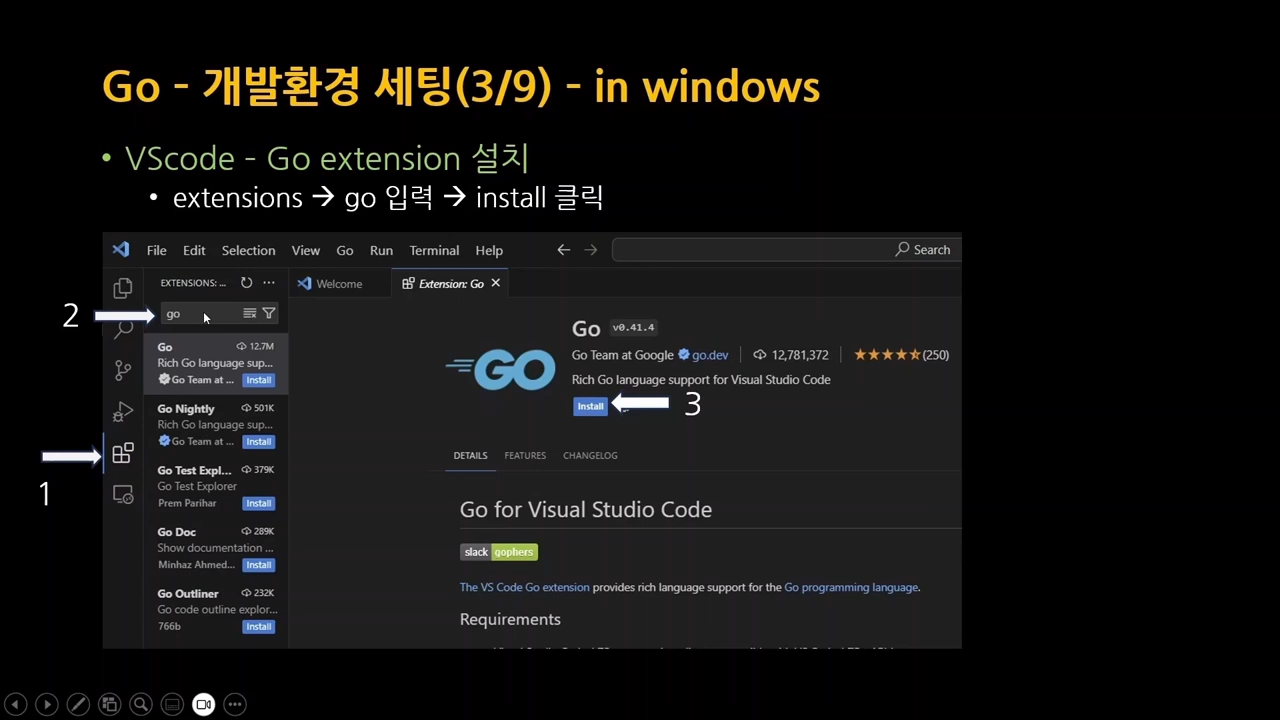 Go - 개발환경 세팅(3/9) - in windows
• VScode - Go extension 설치
• extensions → go 입력 → install 클릭
File Edit Selection View Go Run Terminal Help ← → Search
EXTENSIONS: ... Welcome Extension: Go
2 go
Go 12.7M
Rich Go language sup...
Go Team at ... Install
Go Nightly 501K
Rich Go language sup...
Go Team at ... Install
Go Test Expl... 379K
Go Test Explorer
Prem Parihar Install
Go Doc 289K
Show documentation ...
Minhaz Ahmed... Install
Go Outliner 232K
Go code outline explor...
766b Install
1
GO
Go v0.41.4
Go Team at Google go.dev 12,781,372 (250)
Rich Go language support for Visual Studio Code
Install 3
DETAILS FEATURES CHANGELOG
Go for Visual Studio Code
slack gophers
The VS Code Go extension provides rich language support for the Go programming language.
Requirements